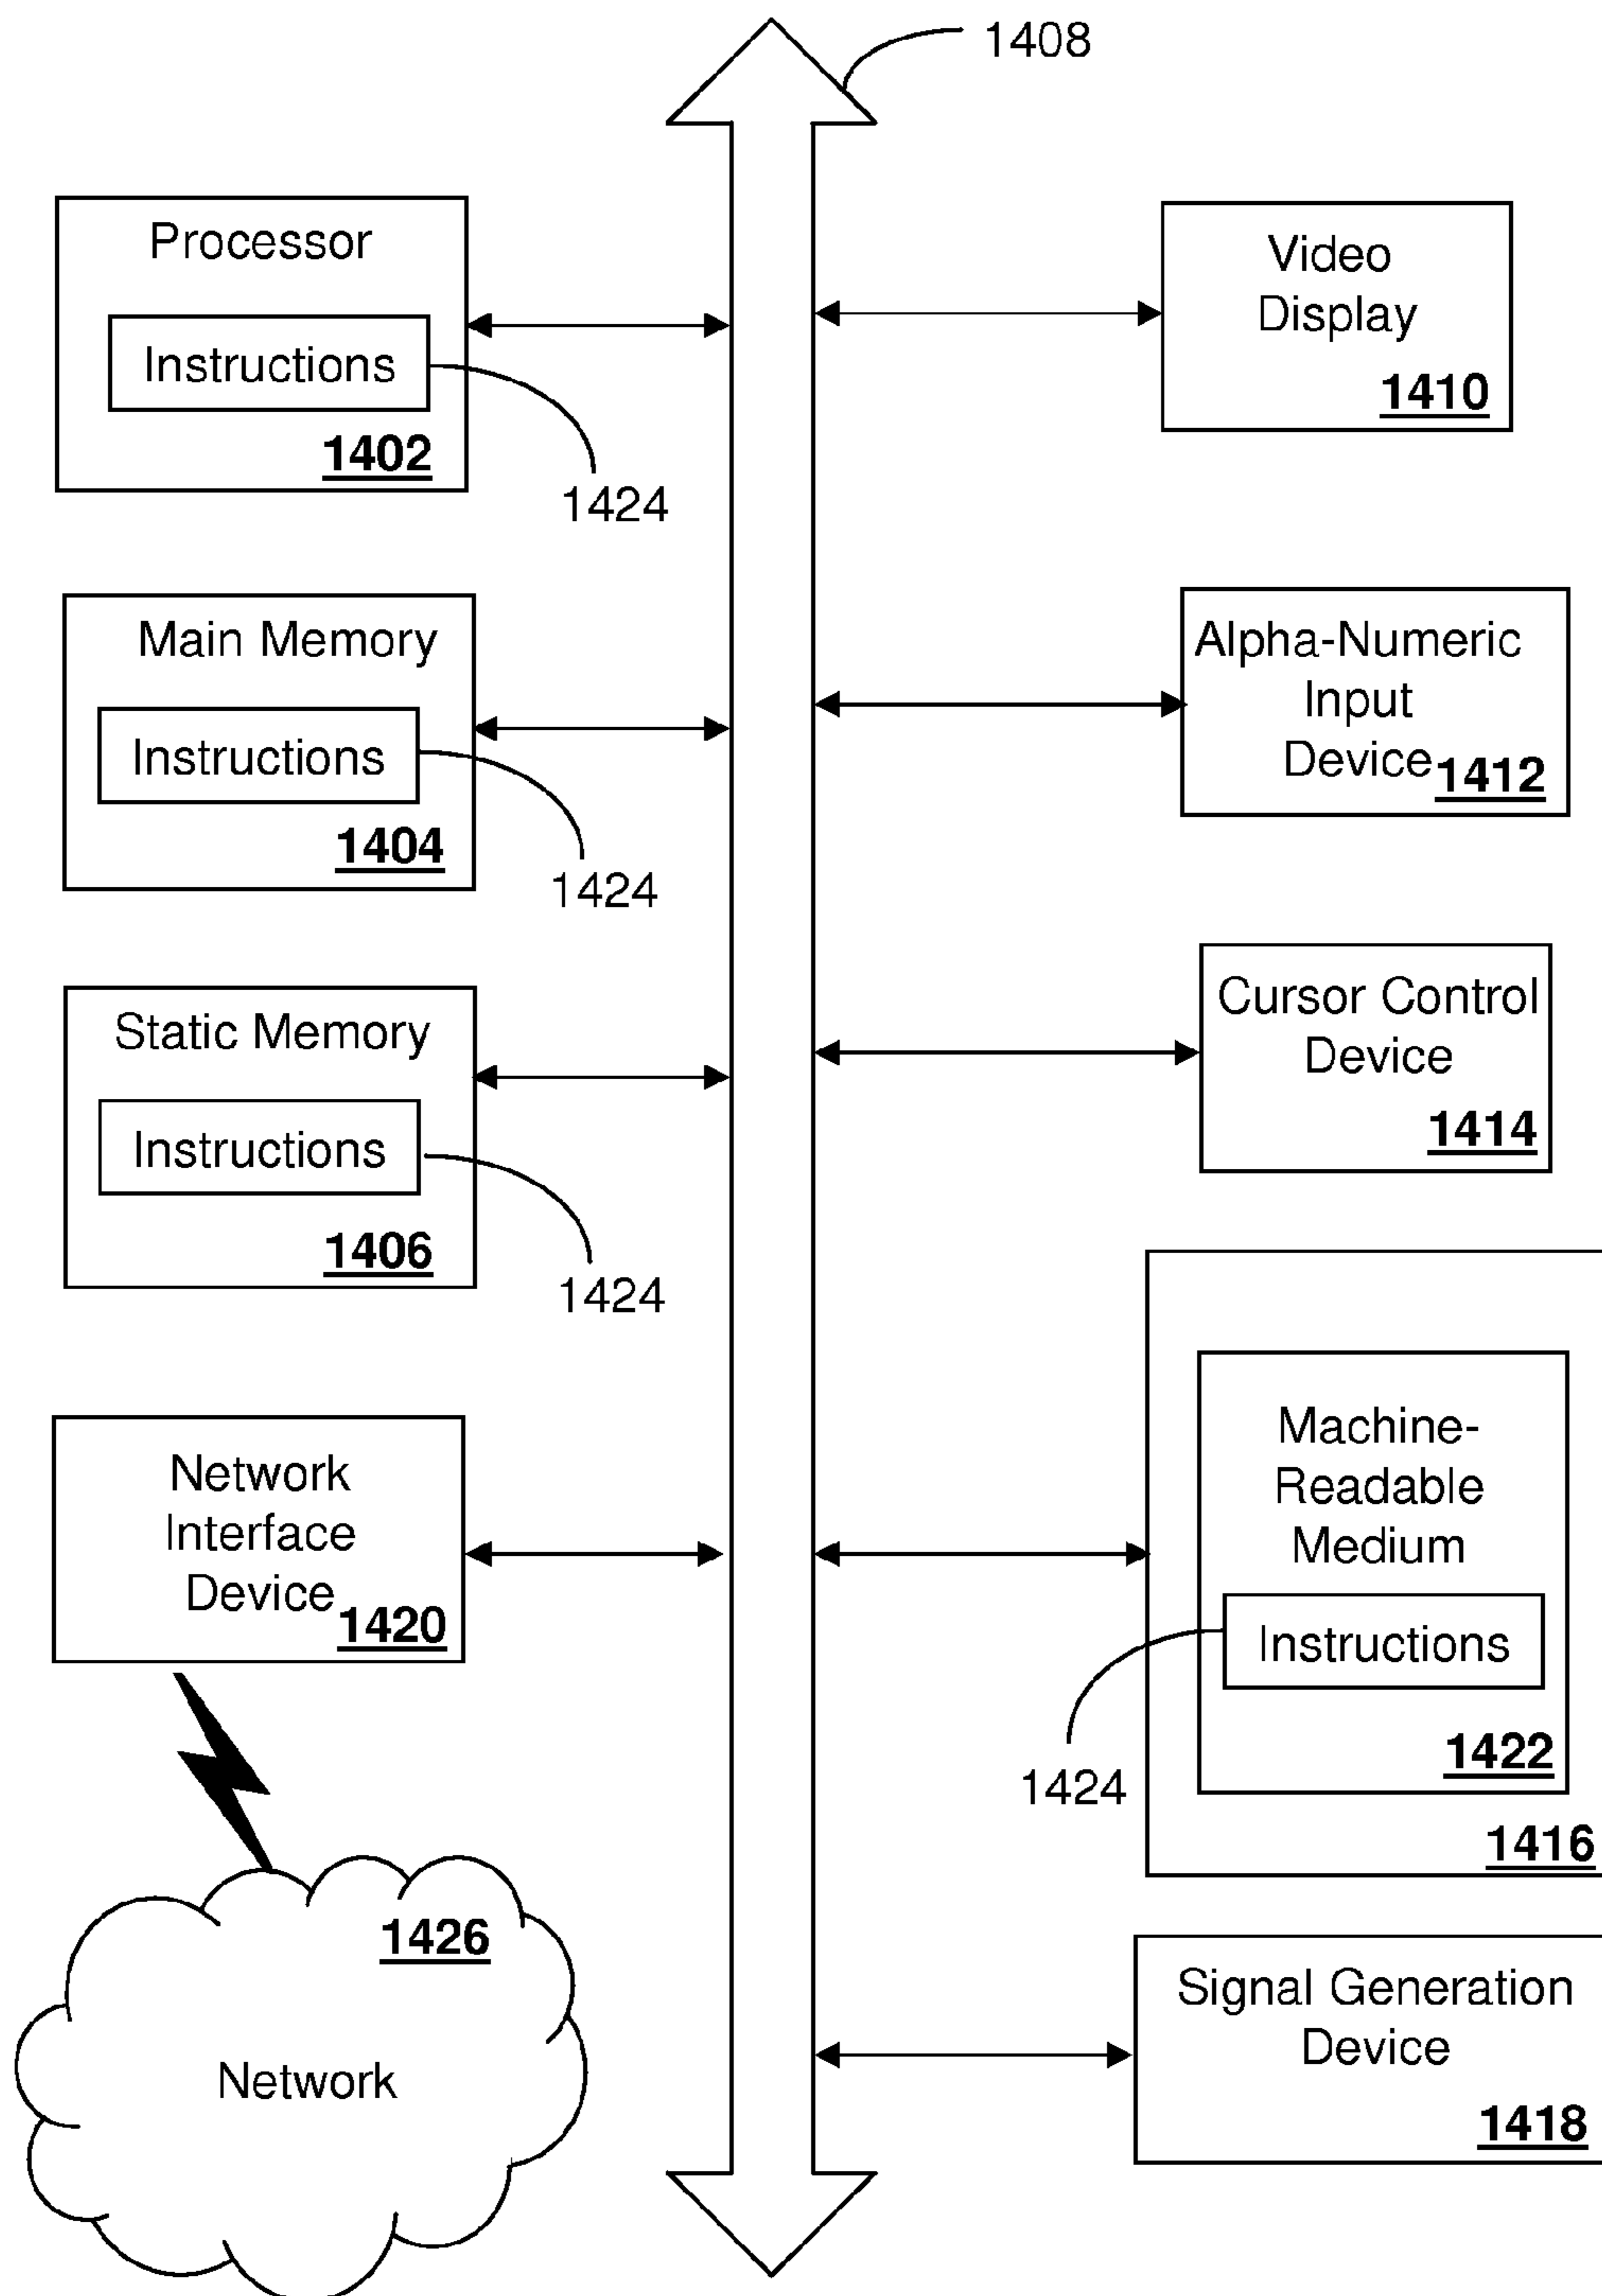 1408
Processor
Instructions
1402
1424
Main Memory
Instructions
1404
1424
Static Memory
Instructions
1406
1424
Network
Interface
Device
1420
1426
Network
Video
Display
1410
Alpha-Numeric
Input
Device 1412
Cursor Control
Device
1414
Machine-
Readable
Medium
Instructions
1422
1424
1416
Signal Generation
Device
1418